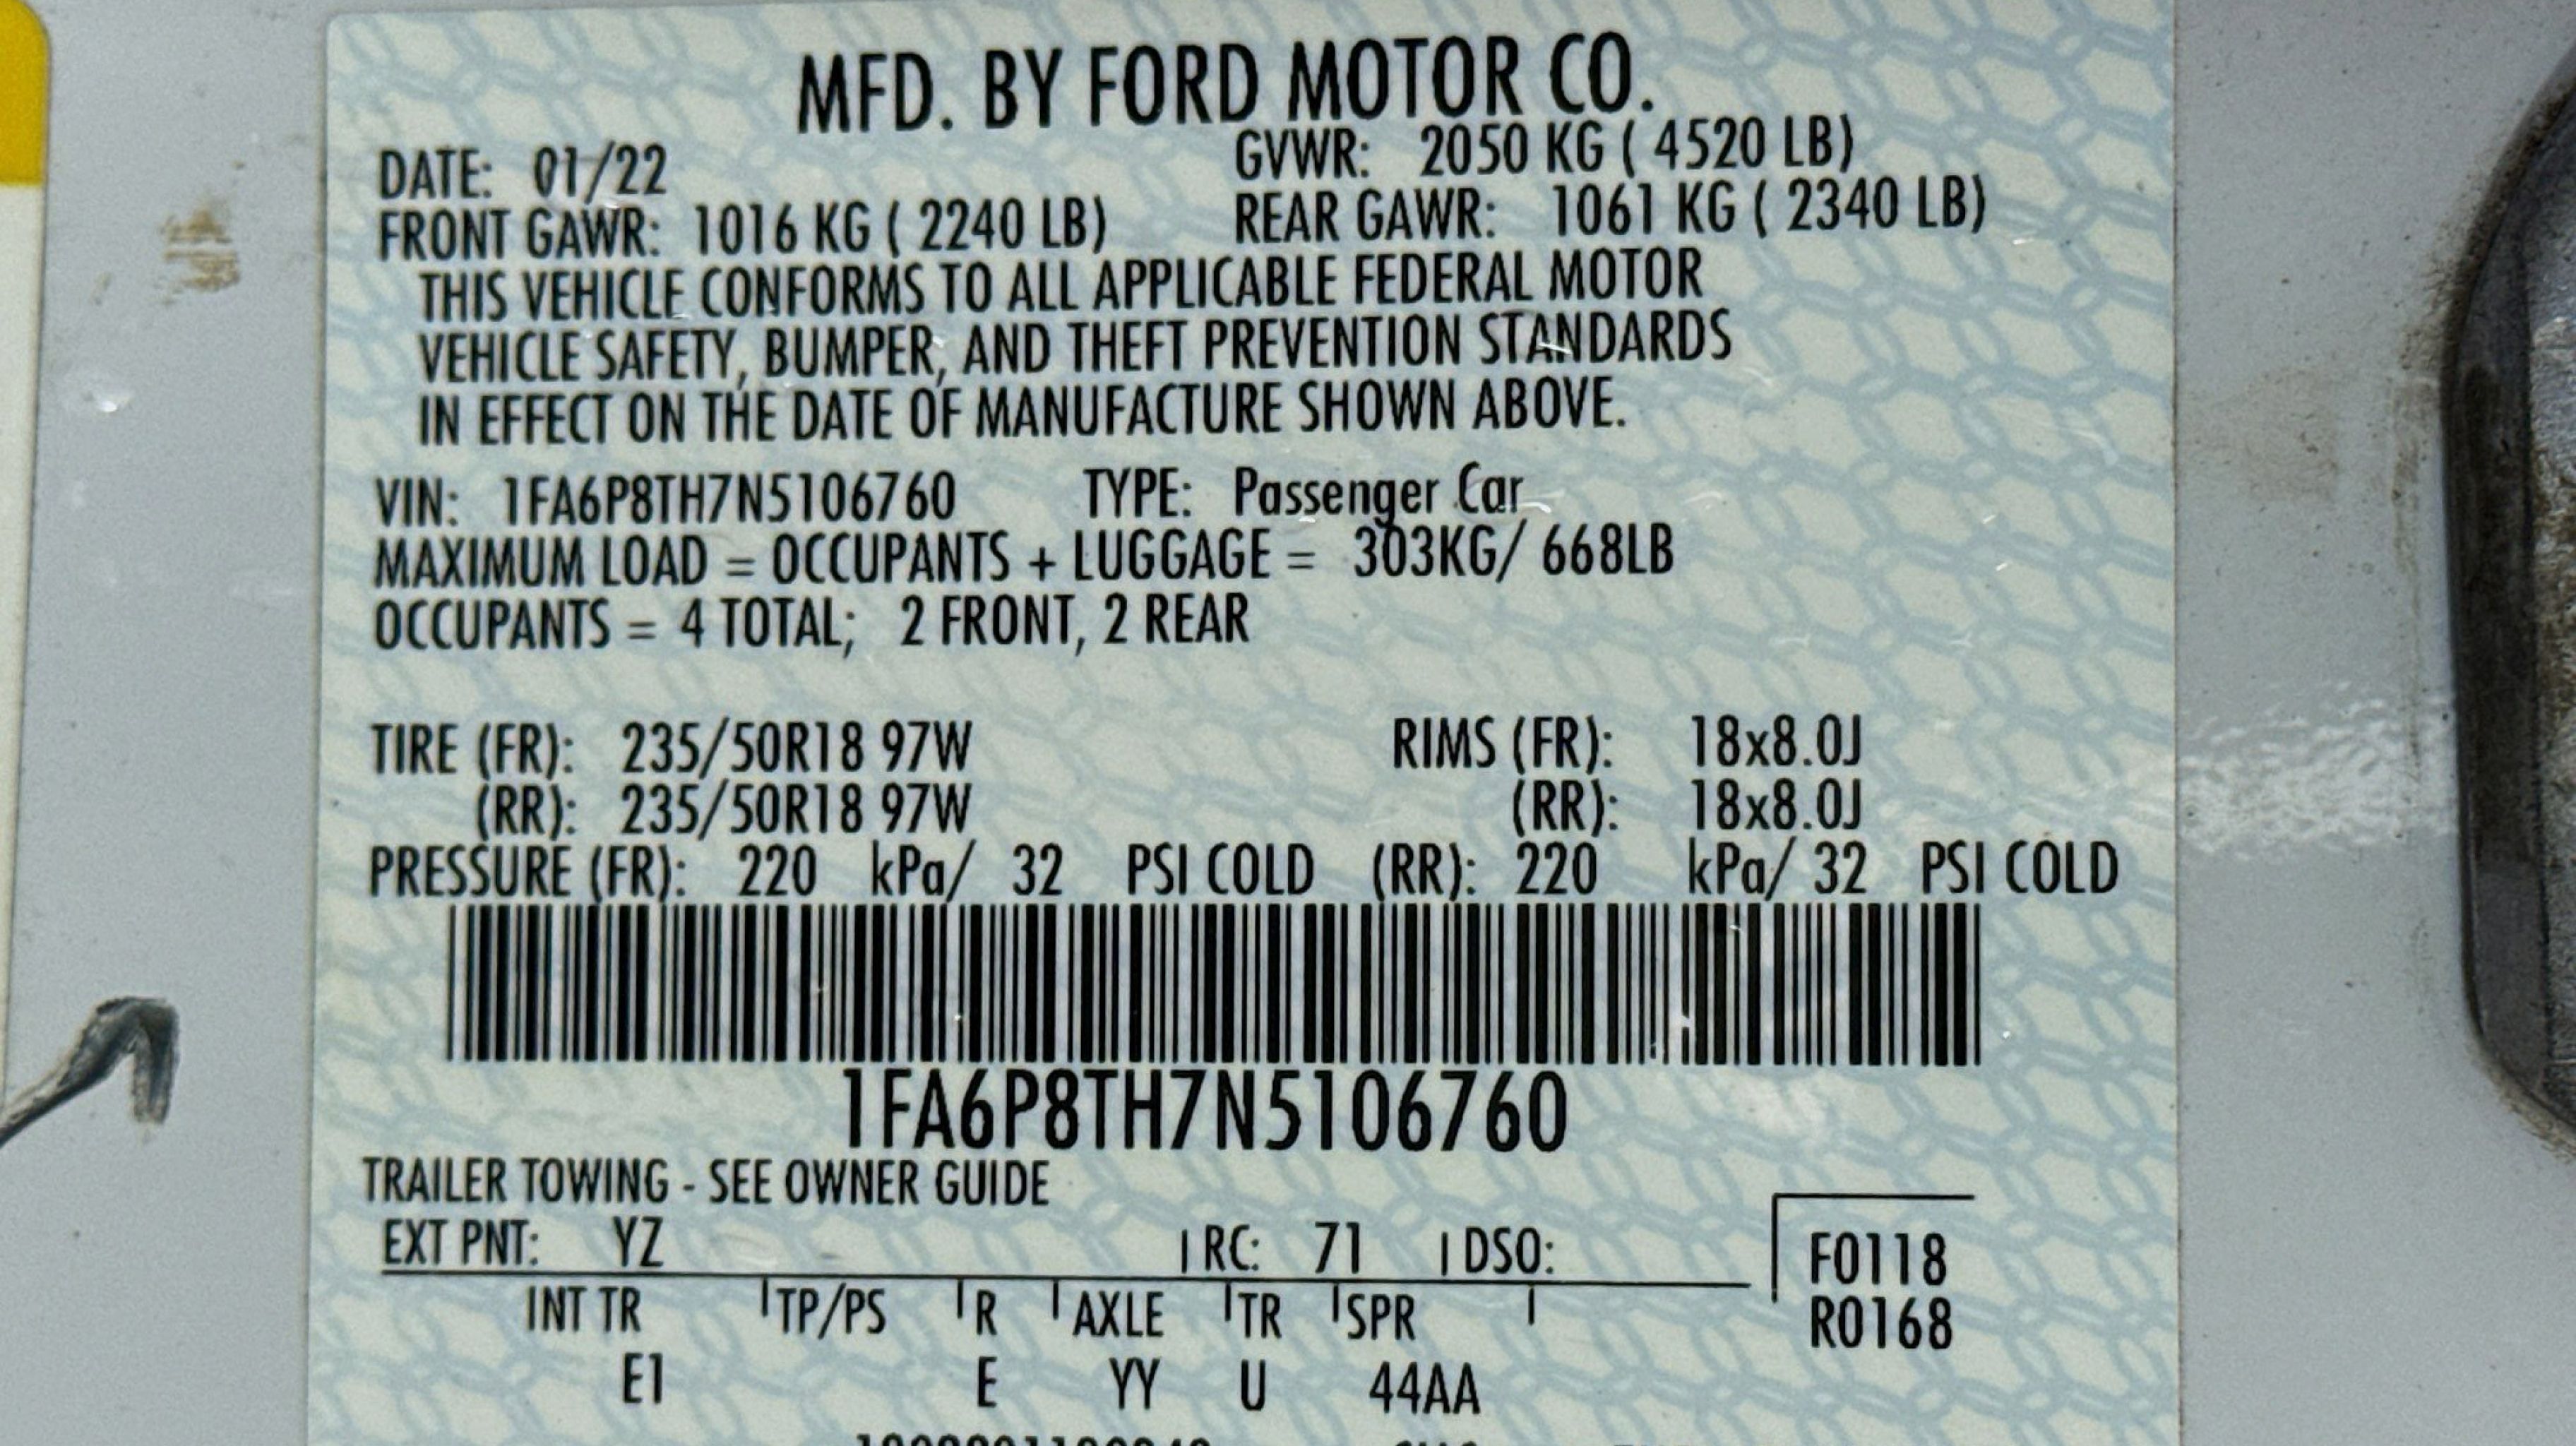 MFD. BY FORD MOTOR CO.
DATE: 01/22 GVWR: 2050 KG ( 4520 LB)
FRONT GAWR: 1016 KG ( 2240 LB) REAR GAWR: 1061 KG ( 2340 LB)
THIS VEHICLE CONFORMS TO ALL APPLICABLE FEDERAL MOTOR
VEHICLE SAFETY, BUMPER, AND THEFT PREVENTION STANDARDS
IN EFFECT ON THE DATE OF MANUFACTURE SHOWN ABOVE.
VIN: 1FA6P8TH7N5106760 TYPE: Passenger Car
MAXIMUM LOAD = OCCUPANTS + LUGGAGE = 303KG/ 668LB
OCCUPANTS = 4 TOTAL; 2 FRONT, 2 REAR
TIRE (FR): 235/50R18 97W RIMS (FR): 18x8.0J
(RR): 235/50R18 97W (RR): 18x8.0J
PRESSURE (FR): 220 kPa/ 32 PSI COLD (RR): 220 kPa/ 32 PSI COLD
1FA6P8TH7N5106760
TRAILER TOWING - SEE OWNER GUIDE
EXT PNT: YZ RC: 71 DSO: F0118
INT TR TP/PS R AXLE TR SPR R0168
E1 E YY U 44AA